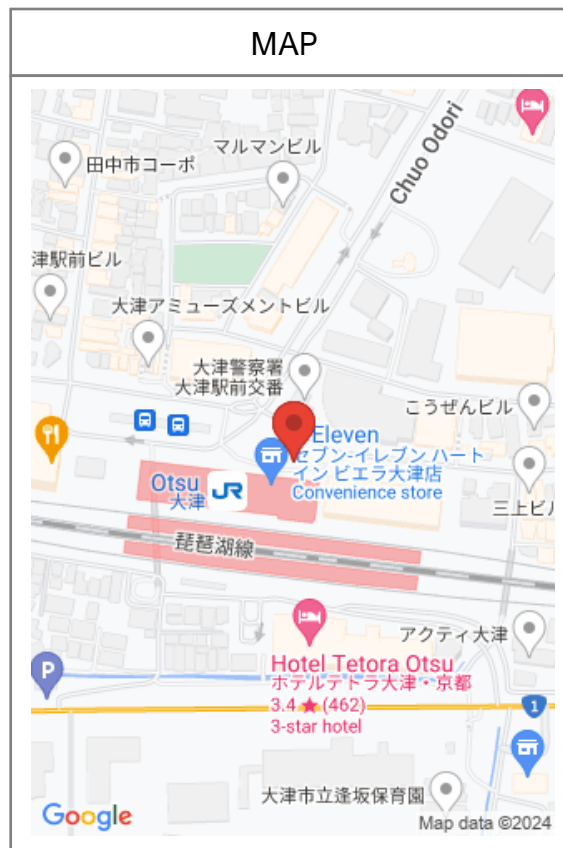 MAP
マルマンビル
田中市コーポ
Chuo Odori
津駅前ビル
大津アミューズメントビル
大津警察署
大津駅前交番
こうぜんビル
Eleven
セブン-イレブン ハート
イン ビエラ大津店
Convenience store
Otsu
大津
JR
三上ビル
琵琶湖線
アクティ大津
P
Hotel Tetora Otsu
ホテルテトラ大津・京都
3.4 ★ (462)
3-star hotel
1
大津市立逢坂保育園
Google
Map data ©2024